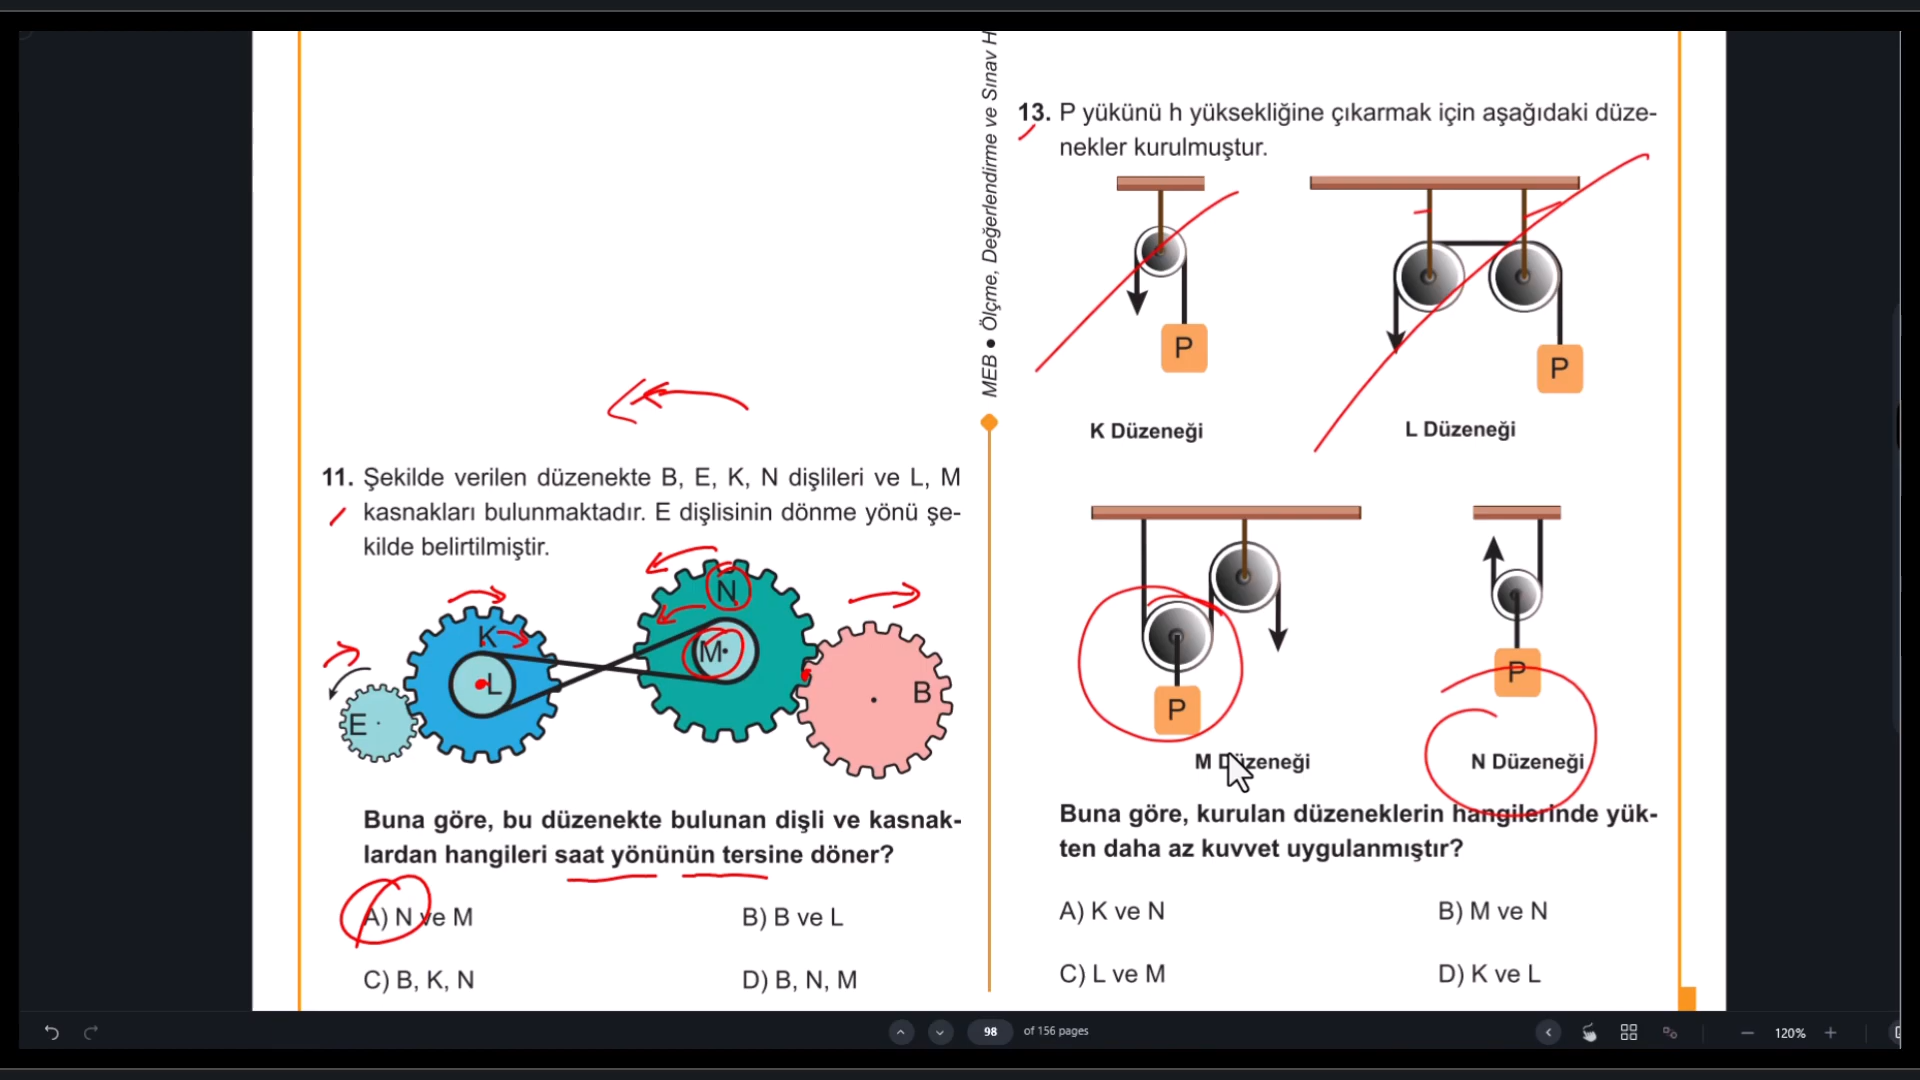 11. Şekilde verilen düzenekte B, E, K, N dişlileri ve L, M
kasnakları bulunmaktadır. E dişlisinin dönme yönü şe-
kilde belirtilmiştir.
E
K
L
N
M
B
Buna göre, bu düzenekte bulunan dişli ve kasnak-
lardan hangileri saat yönünün tersine döner?
A) N ve M
B) B ve L
C) B, K, N
D) B, N, M
MEB ● Ölçme, Değerlendirme ve Sınav H
13. P yükünü h yüksekliğine çıkarmak için aşağıdaki düze-
nekler kurulmuştur.
P
P
K Düzeneği
L Düzeneği
P
P
M Düzeneği
N Düzeneği
Buna göre, kurulan düzeneklerin hangilerinde yük-
ten daha az kuvvet uygulanmıştır?
A) K ve N
B) M ve N
C) L ve M
D) K ve L
98 of 156 pages
120%